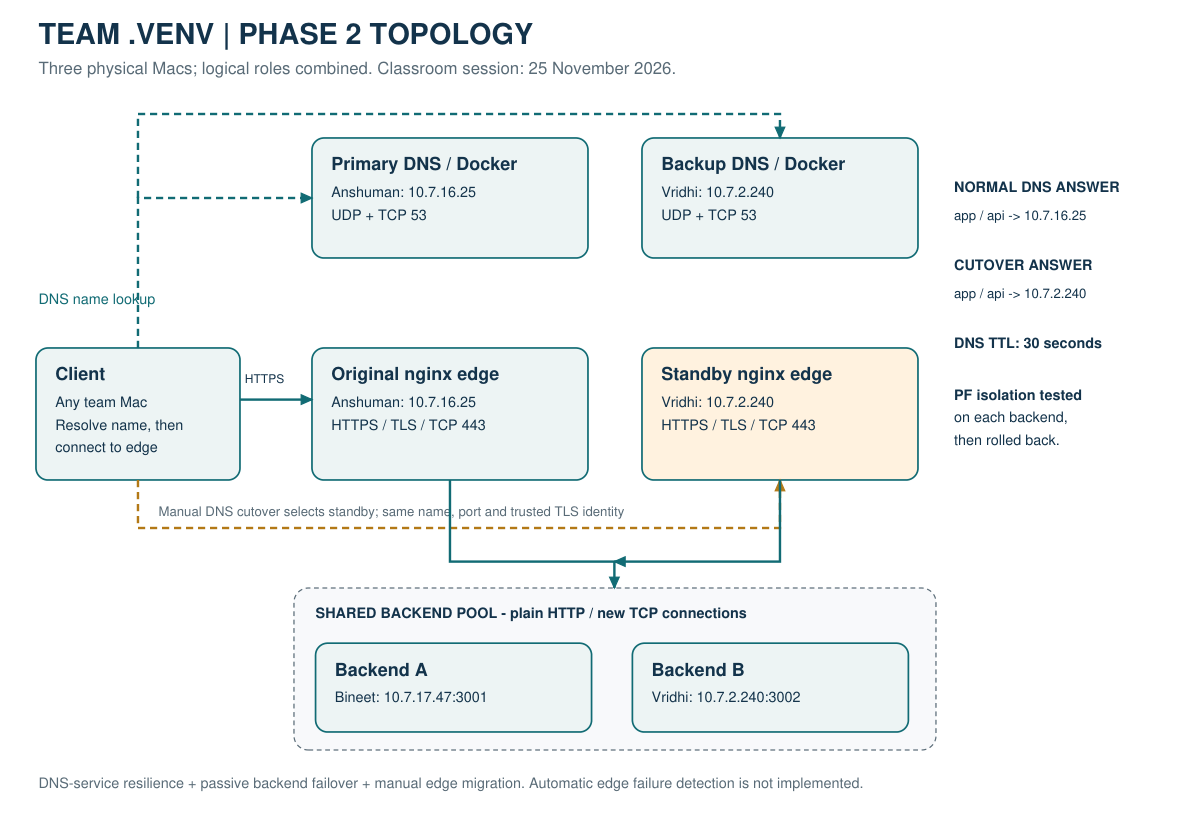 TEAM .VENV | PHASE 2 TOPOLOGY
Three physical Macs; logical roles combined. Classroom session: 25 November 2026.
Primary DNS / Docker
Anshuman: 10.7.16.25
UDP + TCP 53
Backup DNS / Docker
Vridhi: 10.7.2.240
UDP + TCP 53
NORMAL DNS ANSWER
app / api -> 10.7.16.25
CUTOVER ANSWER
app / api -> 10.7.2.240
DNS TTL: 30 seconds
PF isolation tested
on each backend,
then rolled back.
DNS name lookup
Client
Any team Mac
Resolve name, then
connect to edge
HTTPS
Original nginx edge
Anshuman: 10.7.16.25
HTTPS / TLS / TCP 443
Standby nginx edge
Vridhi: 10.7.2.240
HTTPS / TLS / TCP 443
Manual DNS cutover selects standby; same name, port and trusted TLS identity
SHARED BACKEND POOL - plain HTTP / new TCP connections
Backend A
Bineet: 10.7.17.47:3001
Backend B
Vridhi: 10.7.2.240:3002
DNS-service resilience + passive backend failover + manual edge migration. Automatic edge failure detection is not implemented.